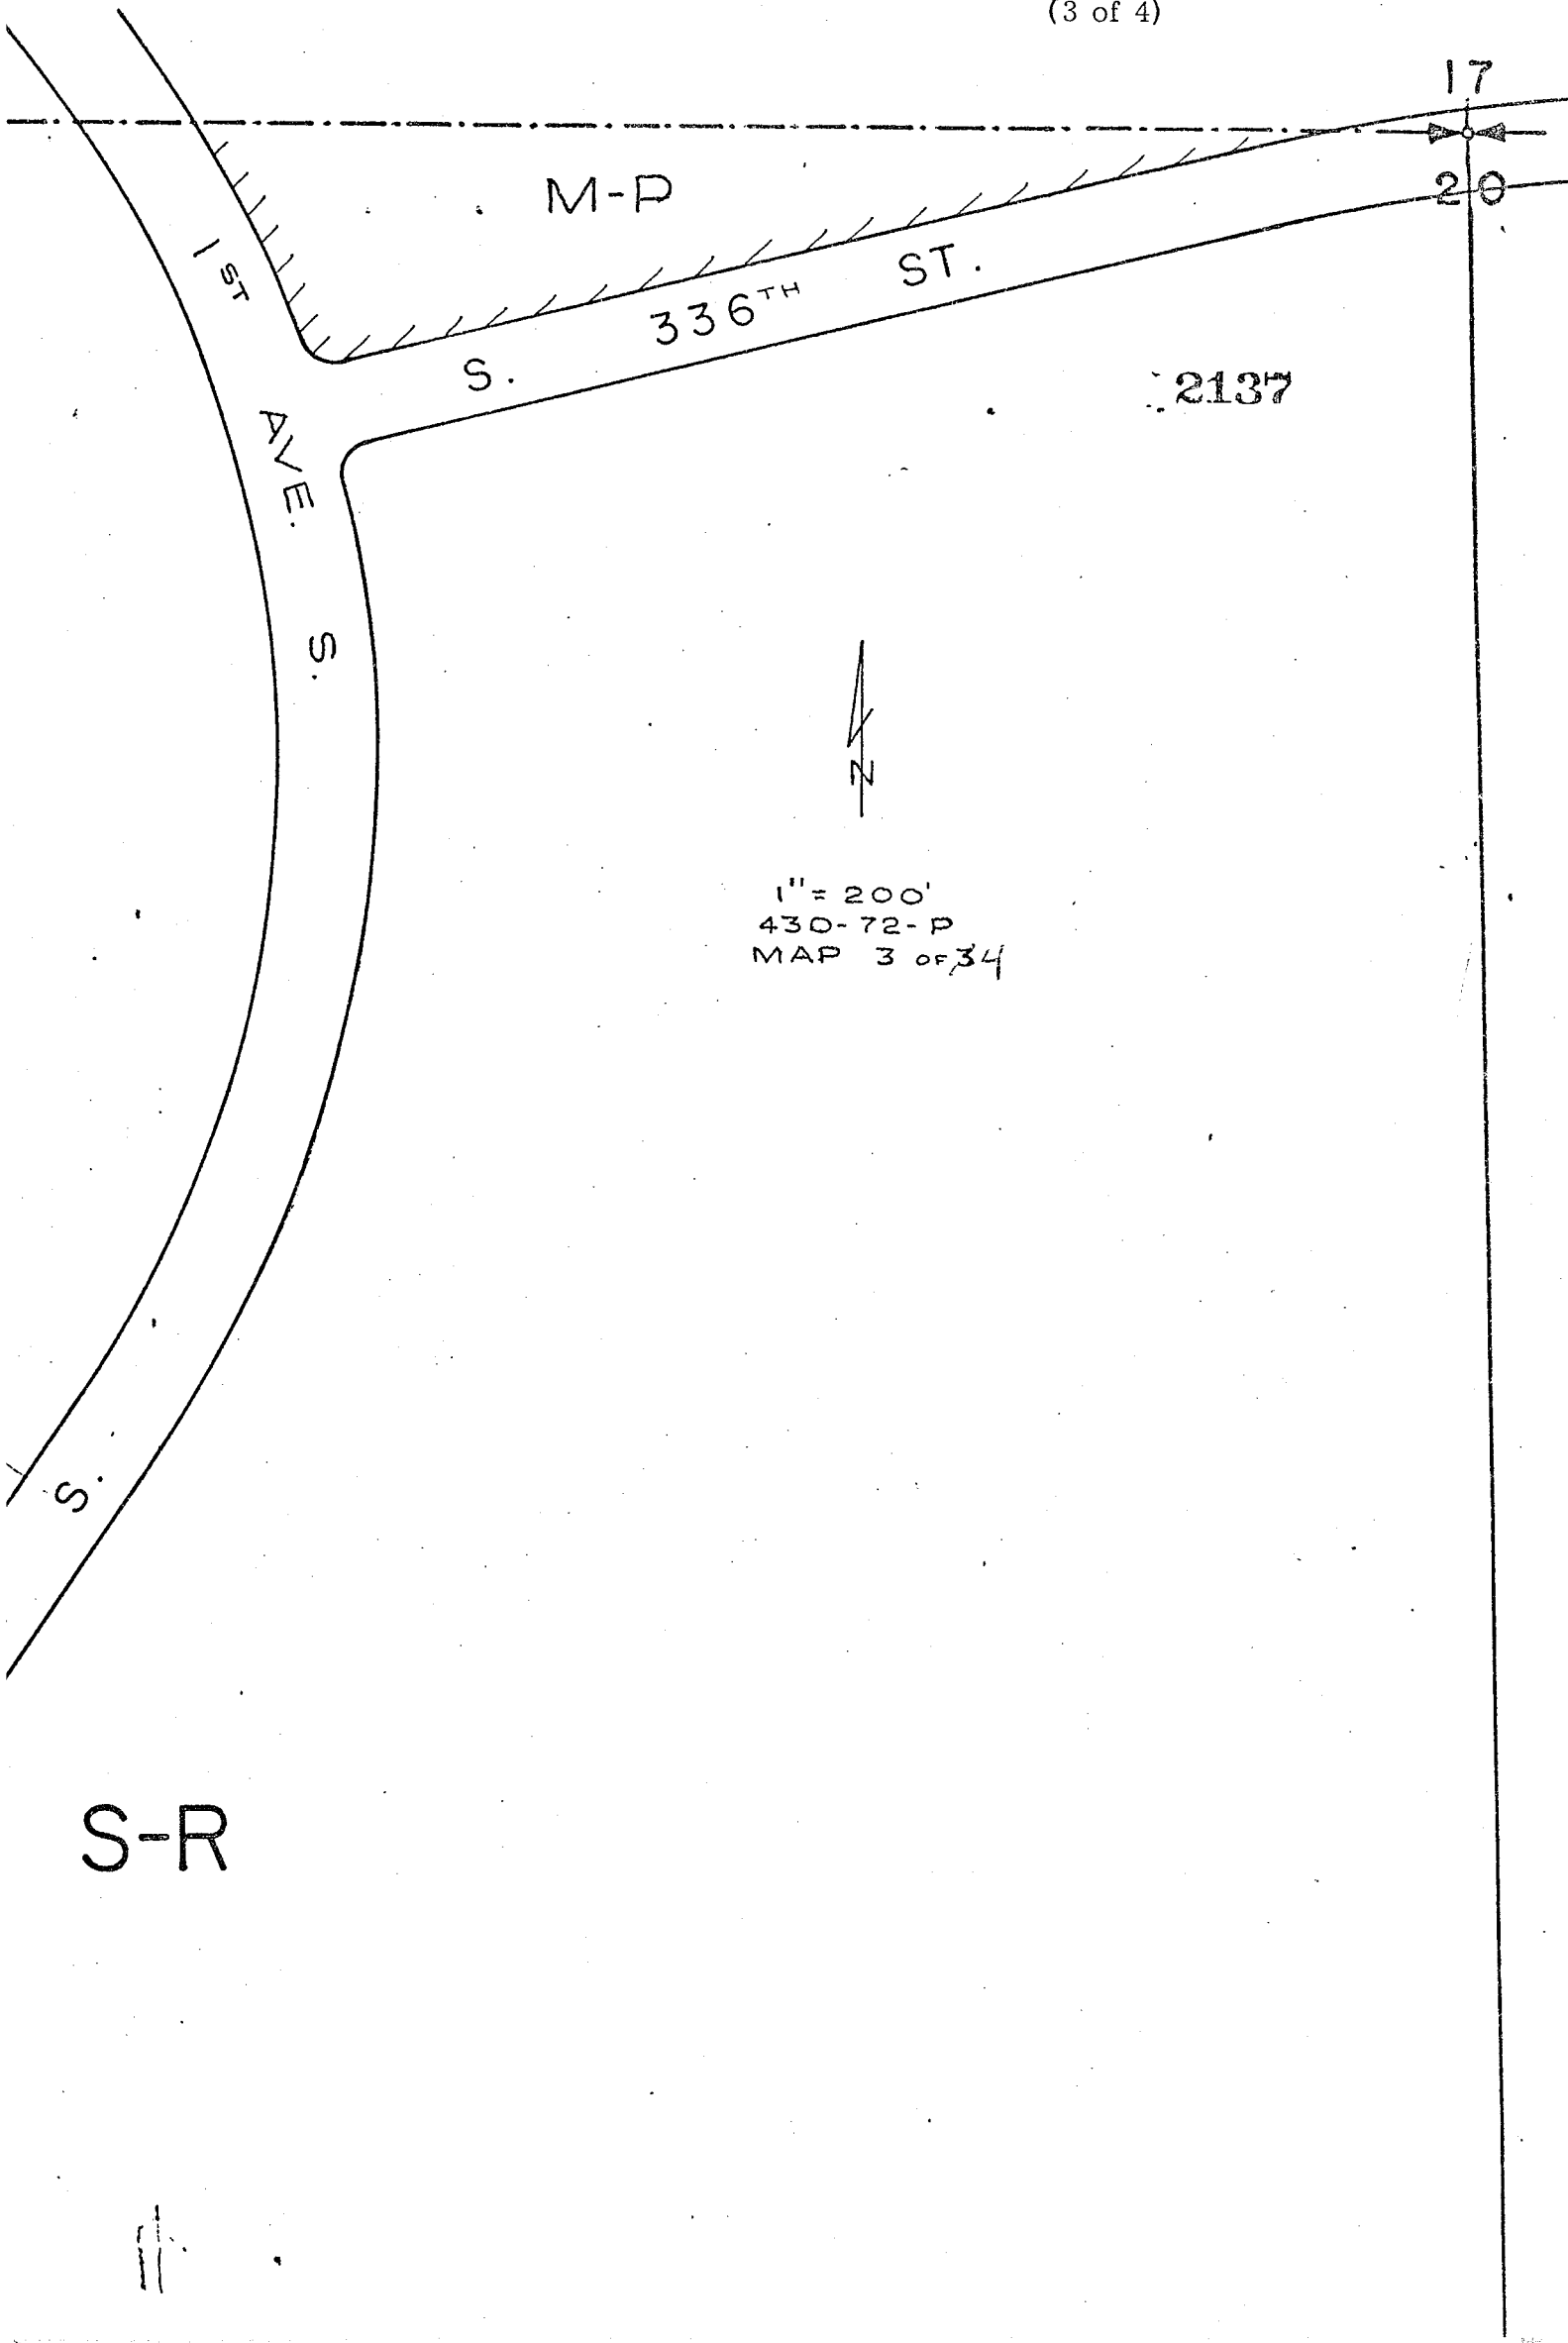 (3 of 4)
17
20
M-P
1ST AVE. S.
S. 336TH ST.
2137
N
1" = 200'
430-72-P
MAP 3 OF 34
S.
S-R